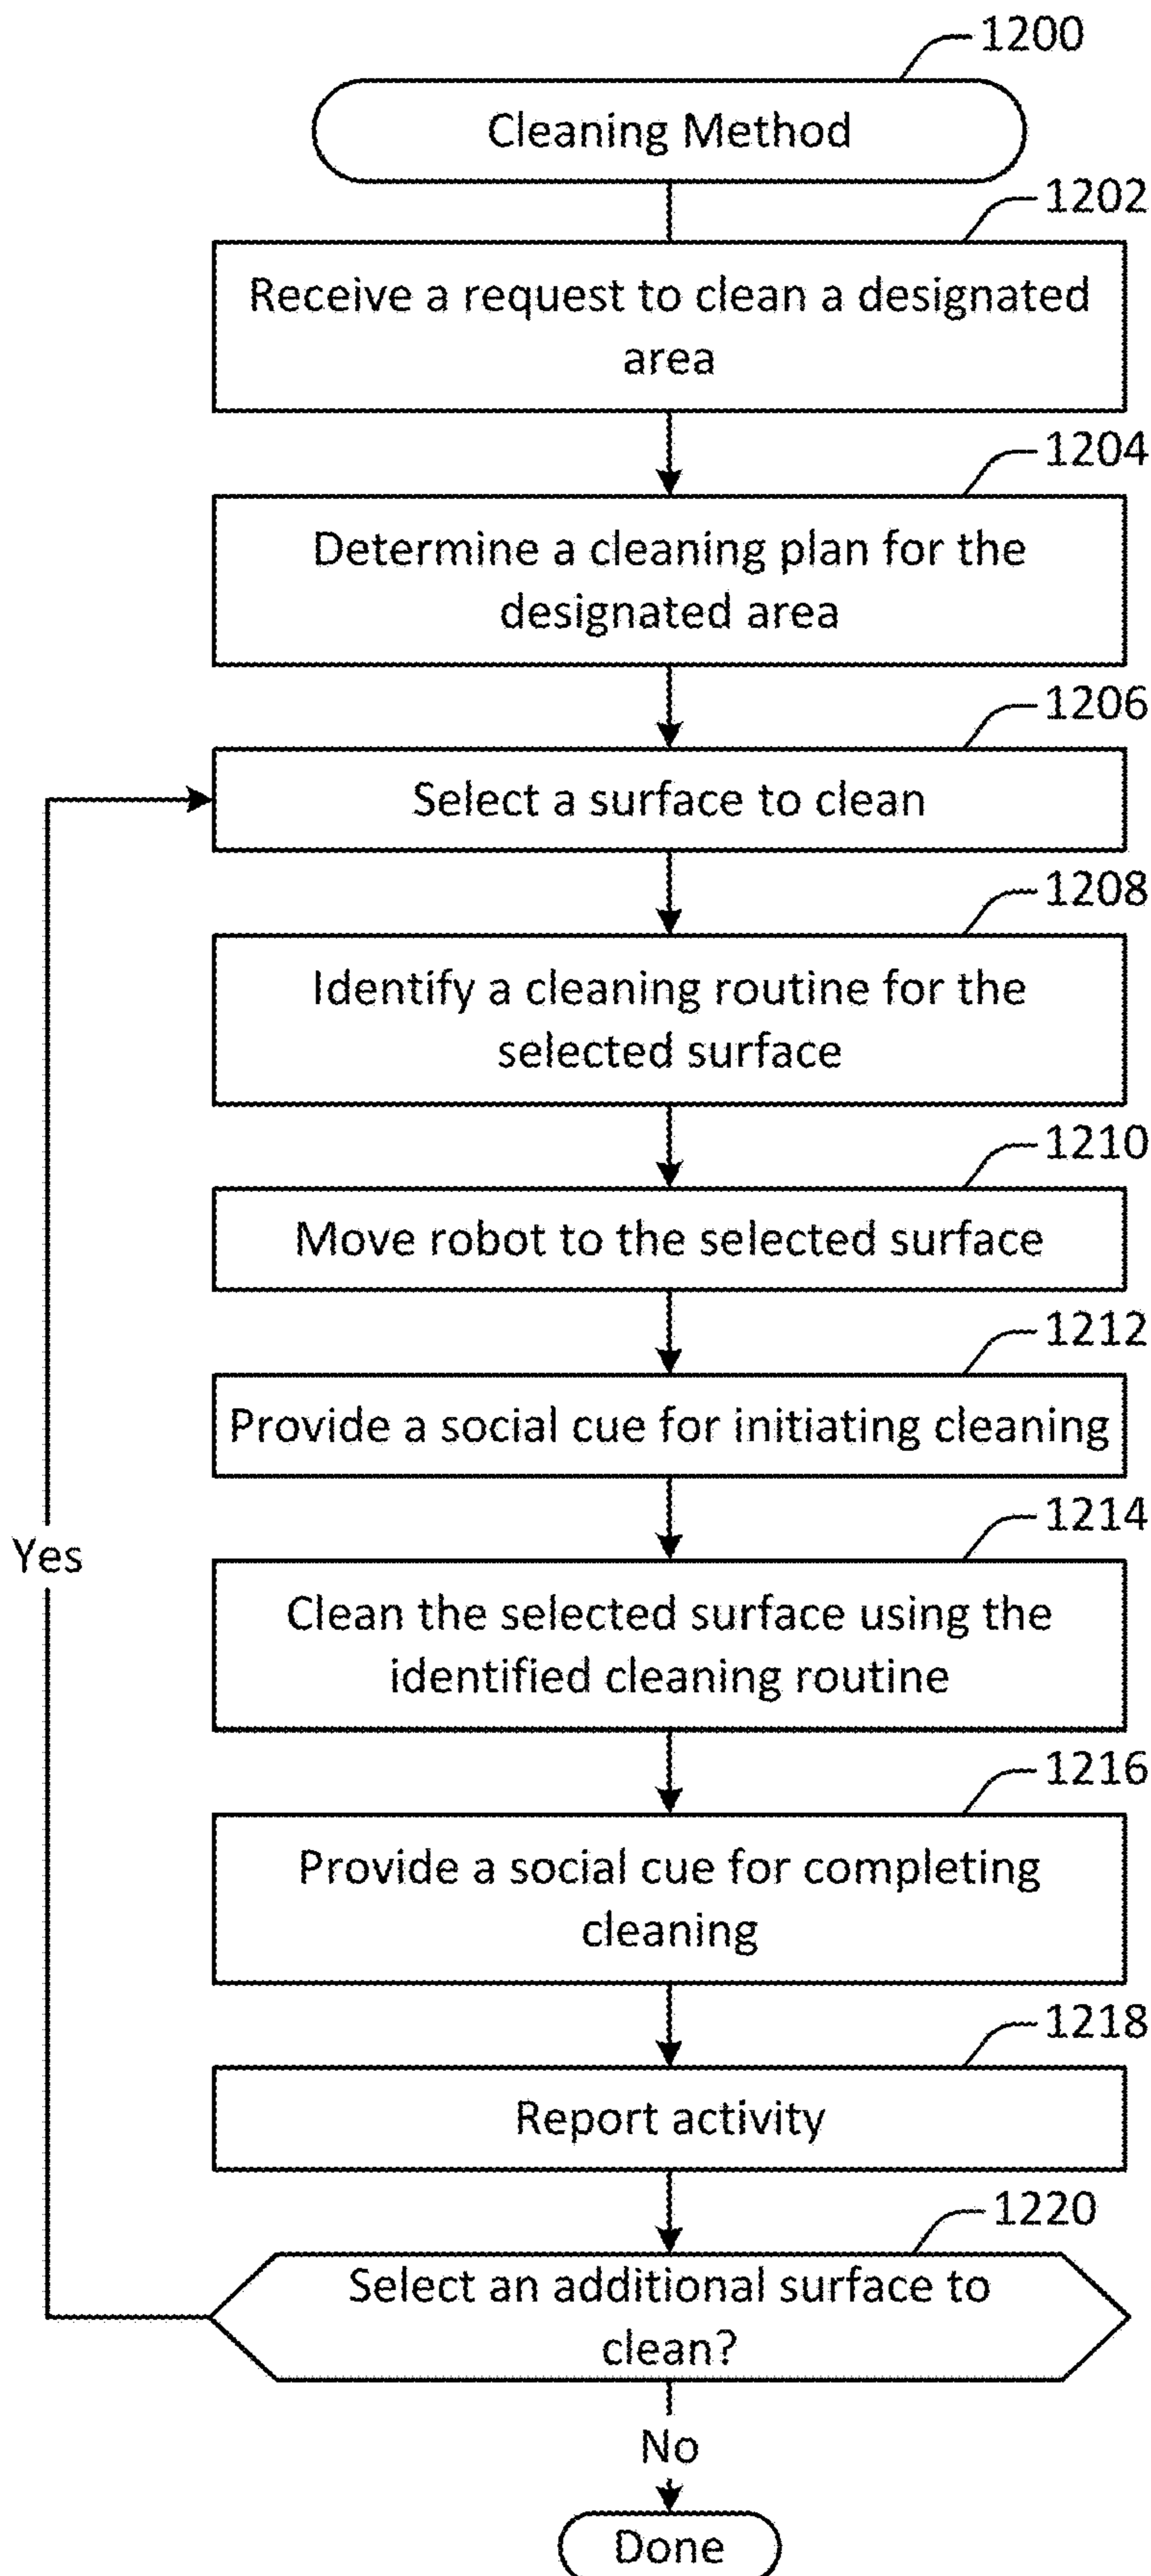 1200
Cleaning Method
1202
Receive a request to clean a designated
area
1204
Determine a cleaning plan for the
designated area
1206
Select a surface to clean
1208
Identify a cleaning routine for the
selected surface
1210
Move robot to the selected surface
1212
Provide a social cue for initiating cleaning
1214
Yes
Clean the selected surface using the
identified cleaning routine
1216
Provide a social cue for completing
cleaning
1218
Report activity
1220
Select an additional surface to
clean?
No
Done